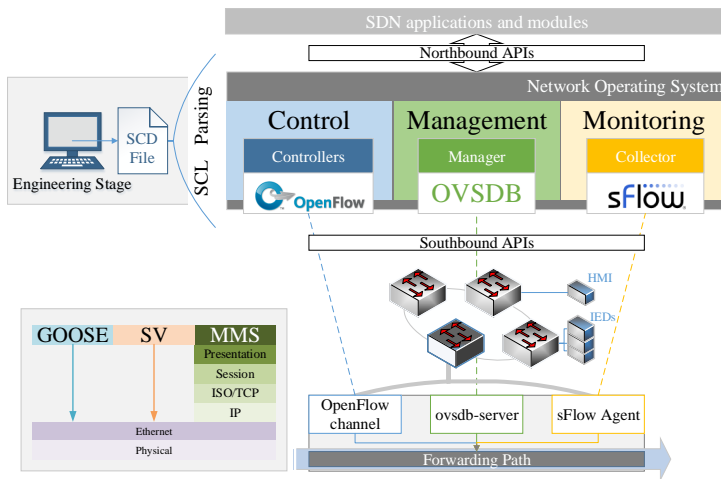 SDN applications and modules
Northbound APIs
Network Operating System
Control
Management
Monitoring
Controllers
Manager
Collector
OpenFlow
OVSDB
sFlow
SCD
File
Engineering Stage
SCL Parsing
Southbound APIs
HMI
IEDs
GOOSE
SV
MMS
Presentation
Session
ISO/TCP
IP
Ethernet
Physical
OpenFlow
channel
ovsdb-server
sFlow Agent
Forwarding Path